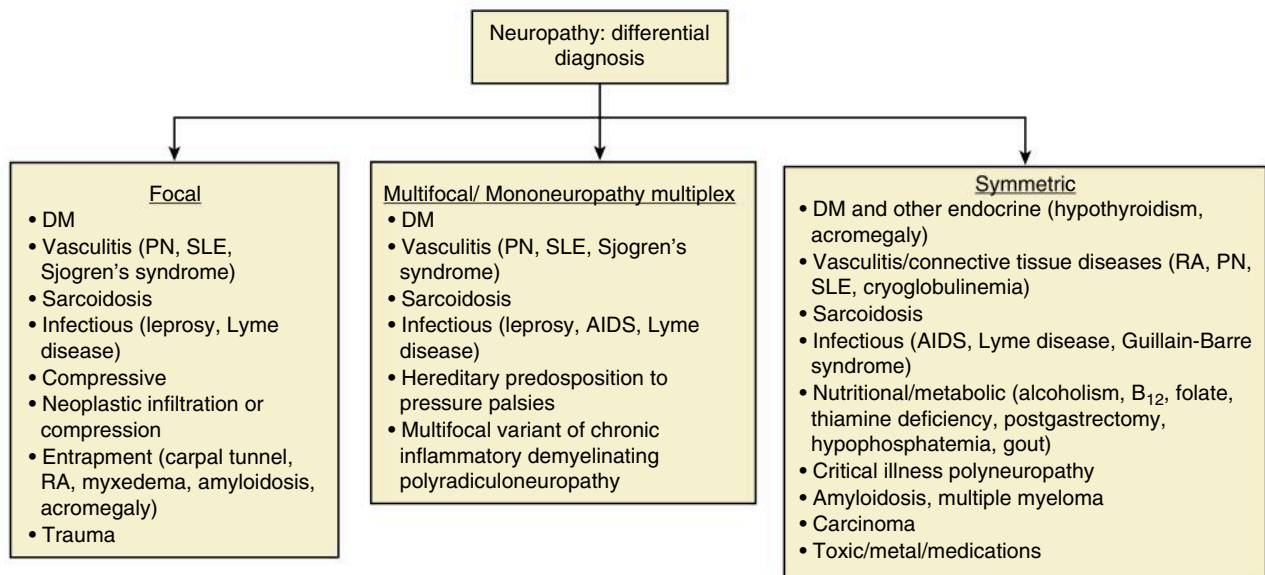 Neuropathy: differential
diagnosis
Focal
• DM
• Vasculitis (PN, SLE,
Sjogren's syndrome)
• Sarcoidosis
• Infectious (leprosy, Lyme
disease)
• Compressive
• Neoplastic infiltration or
compression
• Entrapment (carpal tunnel,
RA, myxedema, amyloidosis,
acromegaly)
• Trauma
Multifocal/ Mononeuropathy multiplex
• DM
• Vasculitis (PN, SLE, Sjogren's
syndrome)
• Sarcoidosis
• Infectious (leprosy, AIDS, Lyme
disease)
• Hereditary predosposition to
pressure palsies
• Multifocal variant of chronic
inflammatory demyelinating
polyradiculoneuropathy
Symmetric
• DM and other endocrine (hypothyroidism,
acromegaly)
• Vasculitis/connective tissue diseases (RA, PN,
SLE, cryoglobulinemia)
• Sarcoidosis
• Infectious (AIDS, Lyme disease, Guillain-Barre
syndrome)
• Nutritional/metabolic (alcoholism, B12, folate,
thiamine deficiency, postgastrectomy,
hypophosphatemia, gout)
• Critical illness polyneuropathy
• Amyloidosis, multiple myeloma
• Carcinoma
• Toxic/metal/medications